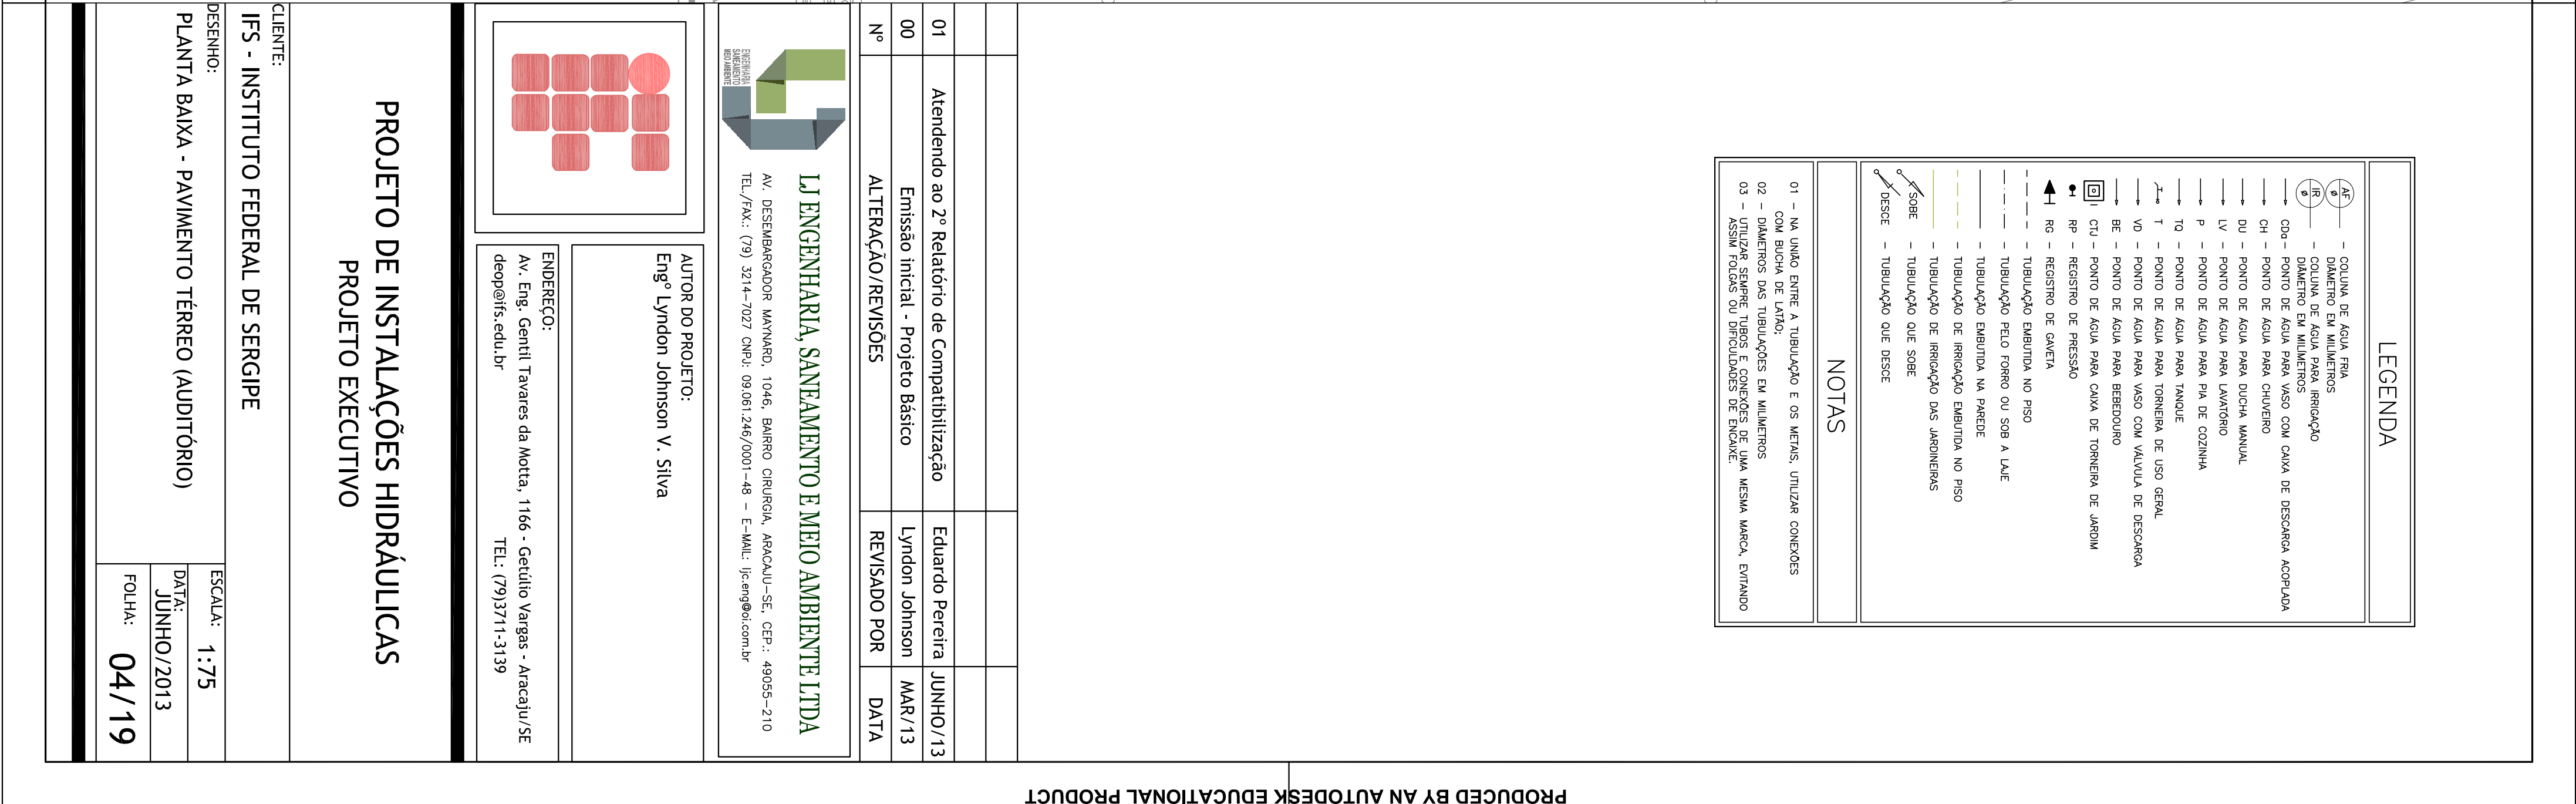 LEGENDA
AF
ø
- COLUNA DE ÁGUA FRIA
DIÂMETRO EM MILÍMETROS
IR
ø
- COLUNA DE ÁGUA PARA IRRIGAÇÃO
DIÂMETRO EM MILÍMETROS
CDa - PONTO DE ÁGUA PARA VASO COM CAIXA DE DESCARGA ACOPLADA
CH - PONTO DE ÁGUA PARA CHUVEIRO
DU - PONTO DE ÁGUA PARA DUCHA MANUAL
LV - PONTO DE ÁGUA PARA LAVATÓRIO
P - PONTO DE ÁGUA PARA PIA DE COZINHA
TQ - PONTO DE ÁGUA PARA TANQUE
T - PONTO DE ÁGUA PARA TORNEIRA DE USO GERAL
VD - PONTO DE ÁGUA PARA VASO COM VÁLVULA DE DESCARGA
BE - PONTO DE ÁGUA PARA BEBEDOURO
CTJ - PONTO DE ÁGUA PARA CAIXA DE TORNEIRA DE JARDIM
RP - REGISTRO DE PRESSÃO
RG - REGISTRO DE GAVETA
- TUBULAÇÃO EMBUTIDA NO PISO
- TUBULAÇÃO PELO FORRO OU SOB A LAJE
- TUBULAÇÃO EMBUTIDA NA PAREDE
- TUBULAÇÃO DE IRRIGAÇÃO EMBUTIDA NO PISO
- TUBULAÇÃO DE IRRIGAÇÃO DAS JARDINEIRAS
SOBE - TUBULAÇÃO QUE SOBE
DESCE - TUBULAÇÃO QUE DESCE
NOTAS
01 - NA UNIÃO ENTRE A TUBULAÇÃO E OS METAIS, UTILIZAR CONEXÕES
COM BUCHA DE LATÃO;
02 - DIÂMETROS DAS TUBULAÇÕES EM MILÍMETROS
03 - UTILIZAR SEMPRE TUBOS E CONEXÕES DE UMA MESMA MARCA, EVITANDO
ASSIM FOLGAS OU DIFICULDADES DE ENCAIXE.
01 Atendendo ao 2º Relatório de Compatibilização Eduardo Pereira JUNHO/13
00 Emissão inicial - Projeto Básico Lyndon Johnson MAR/13
Nº ALTERAÇÃO/REVISÕES REVISADO POR DATA
ENGENHARIA
SANEAMENTO
MEIO AMBIENTE
LJ ENGENHARIA, SANEAMENTO E MEIO AMBIENTE LTDA
AV. DESEMBARGADOR MAYNARD, 1046, BAIRRO CIRURGIA, ARACAJU-SE, CEP.: 49055-210
TEL./FAX.: (79) 3214-7027 CNPJ: 09.061.246/0001-48 - E-MAIL: ljc.eng@oi.com.br
AUTOR DO PROJETO:
Engº Lyndon Johnson V. Silva
ENDEREÇO:
Av. Eng. Gentil Tavares da Motta, 1166 - Getúlio Vargas - Aracaju/SE
deop@ifs.edu.br TEL: (79)3711-3139
PROJETO DE INSTALAÇÕES HIDRÁULICAS
PROJETO EXECUTIVO
CLIENTE:
IFS - INSTITUTO FEDERAL DE SERGIPE
DESENHO:
PLANTA BAIXA - PAVIMENTO TÉRREO (AUDITÓRIO)
ESCALA: 1:75
DATA:
JUNHO/2013
FOLHA: 04/19
PRODUCED BY AN AUTODESK EDUCATIONAL PRODUCT